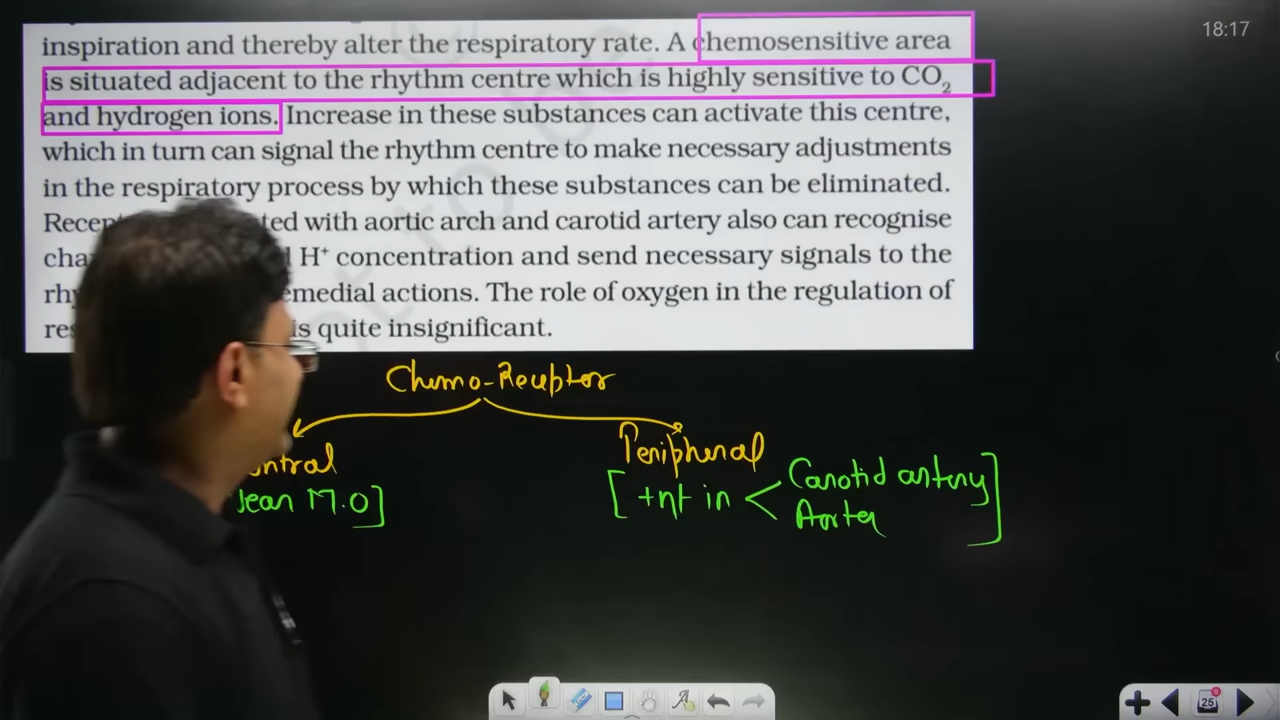 inspiration and thereby alter the respiratory rate. A chemosensitive area
is situated adjacent to the rhythm centre which is highly sensitive to CO₂
and hydrogen ions. Increase in these substances can activate this centre,
which in turn can signal the rhythm centre to make necessary adjustments
in the respiratory process by which these substances can be eliminated.
with aortic arch and carotid artery also can recognise
H⁺ concentration and send necessary signals to the
actions. The role of oxygen in the regulation of
is quite insignificant.
18:17
Chemo-Receptor
Peripheral
M.O]
[+nt in < Carotid artery
Aorta ]
25